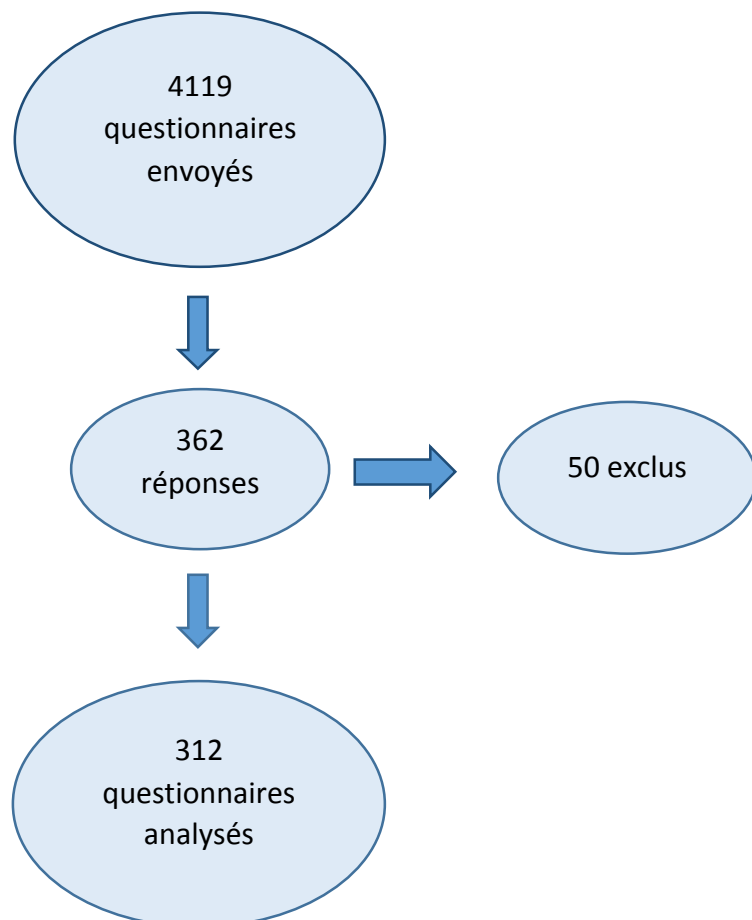 4119
questionnaires
envoyés
362
réponses
50 exclus
312
questionnaires
analysés